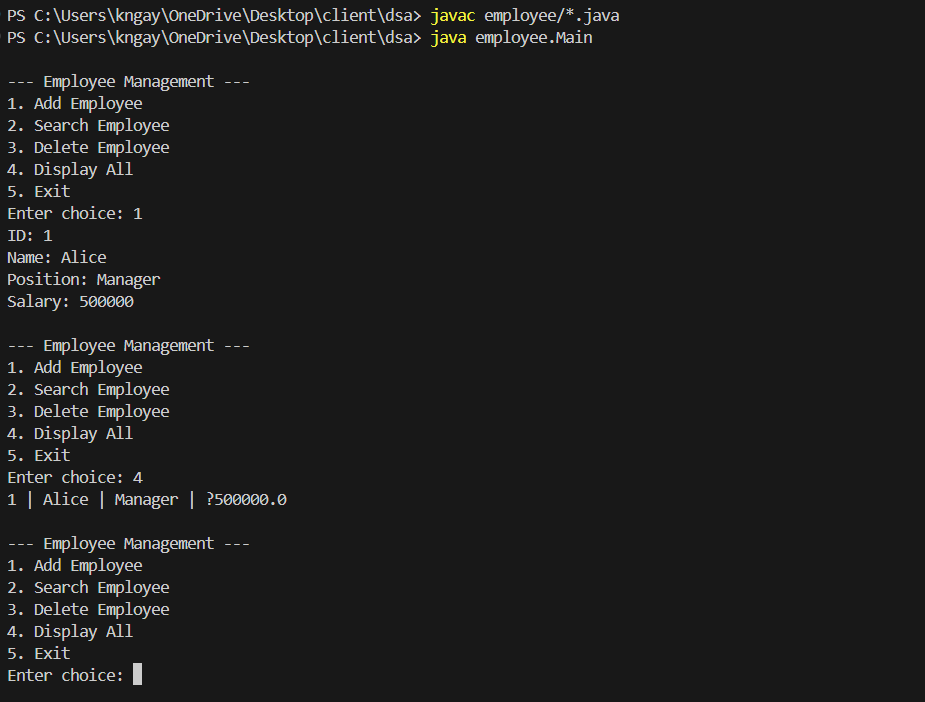 PS C:\Users\kngay\OneDrive\Desktop\client\dsa> javac employee/*.java
PS C:\Users\kngay\OneDrive\Desktop\client\dsa> java employee.Main
--- Employee Management ---
1. Add Employee
2. Search Employee
3. Delete Employee
4. Display All
5. Exit
Enter choice: 1
ID: 1
Name: Alice
Position: Manager
Salary: 500000
--- Employee Management ---
1. Add Employee
2. Search Employee
3. Delete Employee
4. Display All
5. Exit
Enter choice: 4
1 | Alice | Manager | ?500000.0
--- Employee Management ---
1. Add Employee
2. Search Employee
3. Delete Employee
4. Display All
5. Exit
Enter choice: